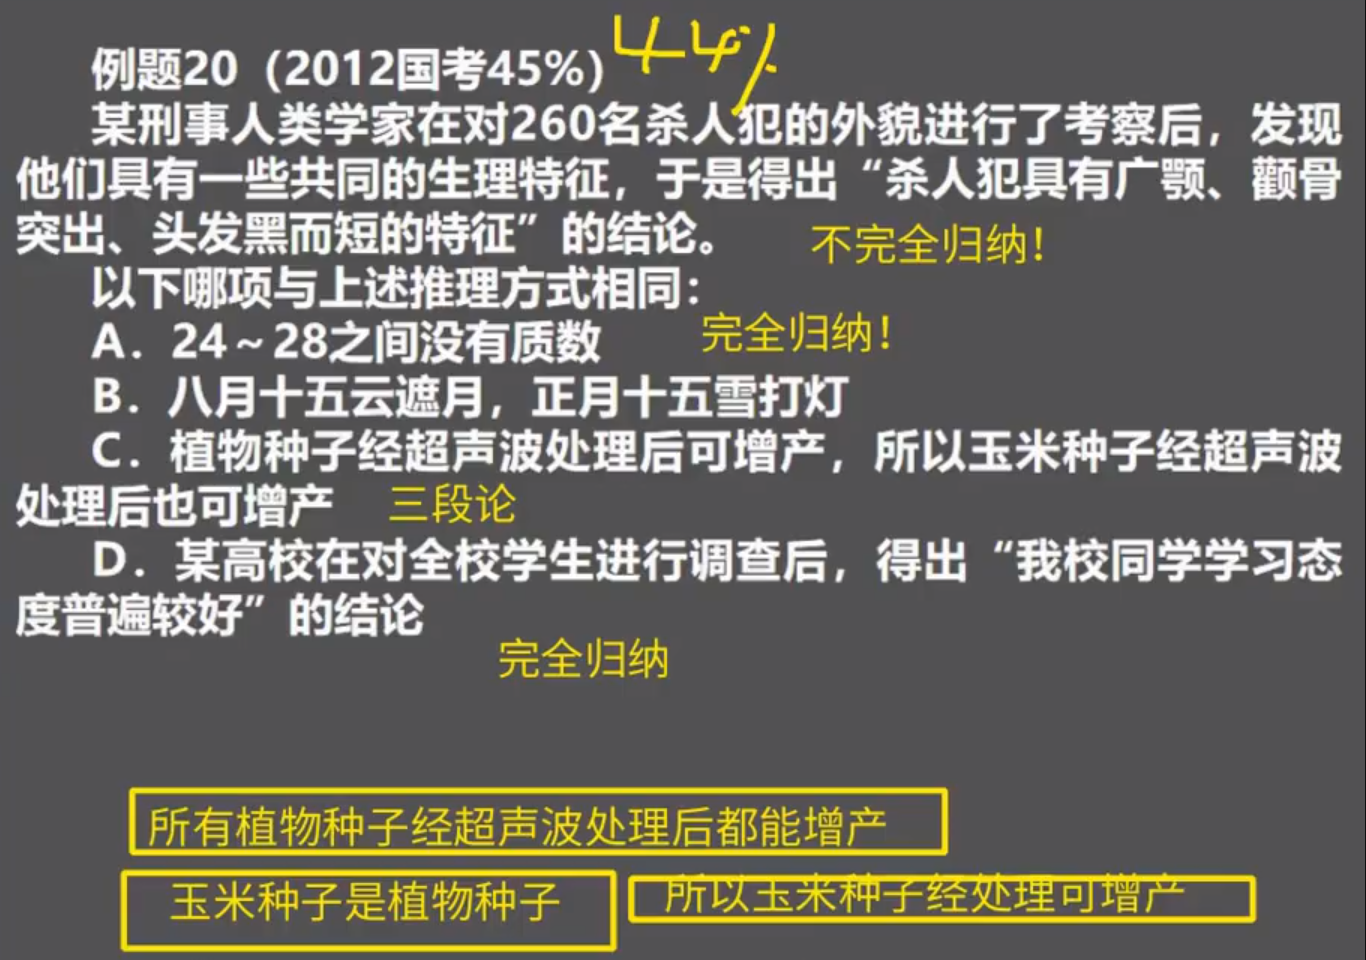 44%
例题20（2012国考45%）
某刑事人类学家在对260名杀人犯的外貌进行了考察后，发现
他们具有一些共同的生理特征，于是得出“杀人犯具有广颚、颧骨
突出、头发黑而短的特征”的结论。
不完全归纳！
以下哪项与上述推理方式相同：
A．24～28之间没有质数
完全归纳！
B．八月十五云遮月，正月十五雪打灯
C．植物种子经超声波处理后可增产，所以玉米种子经超声波
处理后也可增产
三段论
D．某高校在对全校学生进行调查后，得出“我校同学学习态
度普遍较好”的结论
完全归纳
所有植物种子经超声波处理后都能增产
玉米种子是植物种子
所以玉米种子经处理可增产